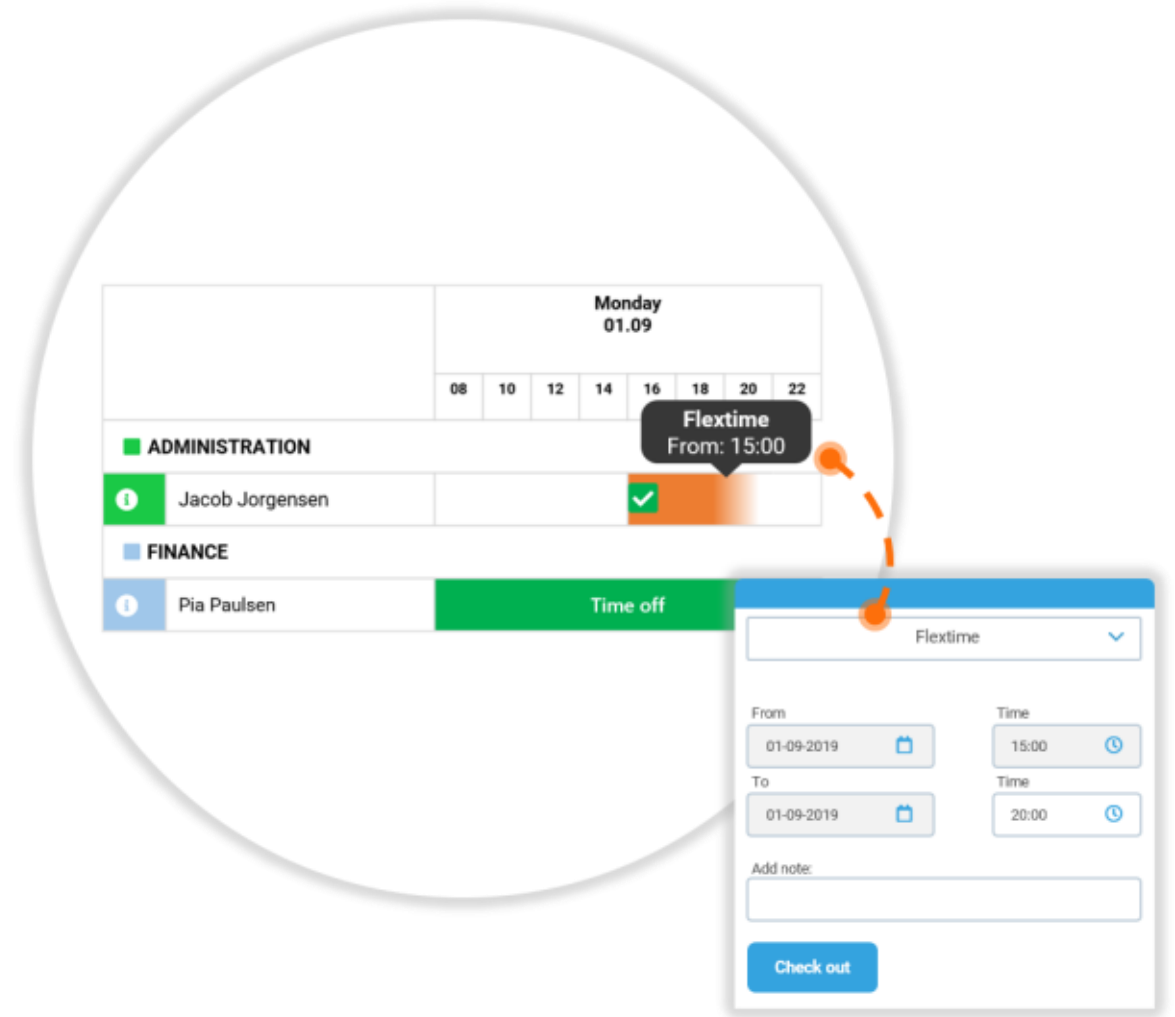 Monday
01.09
08 10 12 14 16 18 20 22
Flextime
From: 15:00
ADMINISTRATION
Jacob Jorgensen
FINANCE
Pia Paulsen
Time off
Flextime
From Time
01-09-2019 15:00
To Time
01-09-2019 20:00
Add note:
Check out